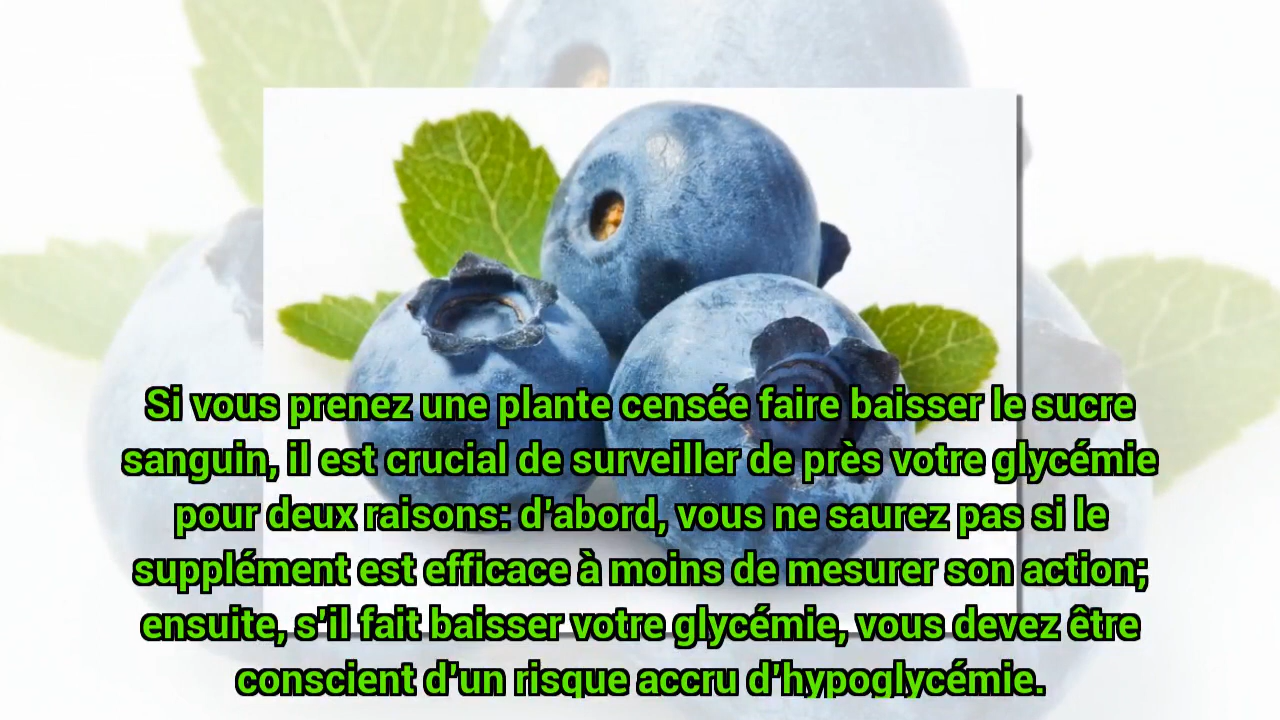 Si vous prenez une plante censée faire baisser le sucre
sanguin, il est crucial de surveiller de près votre glycémie
pour deux raisons: d'abord, vous ne saurez pas si le
supplément est efficace à moins de mesurer son action;
ensuite, s'il fait baisser votre glycémie, vous devez être
conscient d'un risque accru d'hypoglycémie.